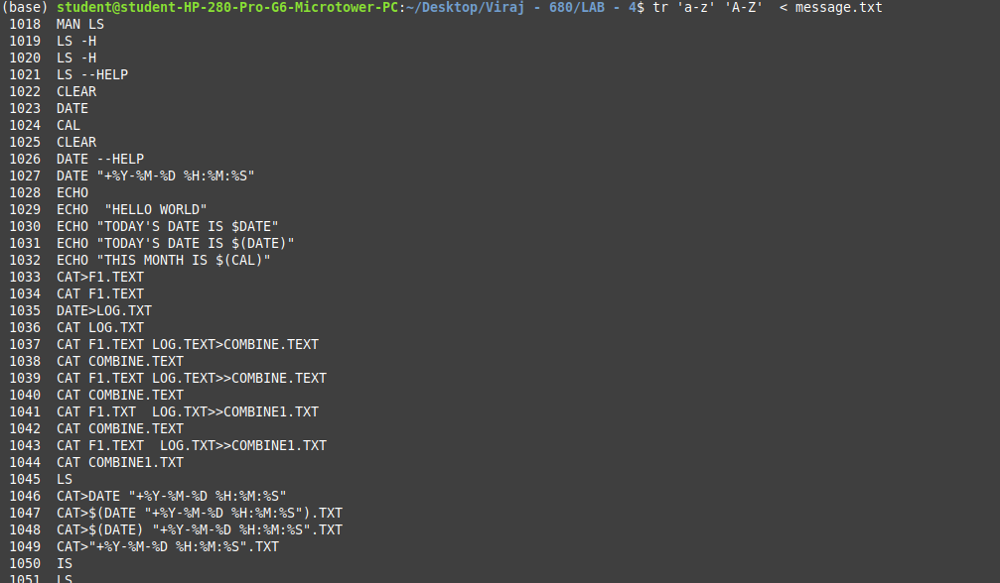 (base) student@student-HP-280-Pro-G6-Microtower-PC:~/Desktop/Viraj - 680/LAB - 4$ tr 'a-z' 'A-Z'  < message.txt
 1018  MAN LS
 1019  LS -H
 1020  LS -H
 1021  LS --HELP
 1022  CLEAR
 1023  DATE
 1024  CAL
 1025  CLEAR
 1026  DATE --HELP
 1027  DATE "+%Y-%M-%D %H:%M:%S"
 1028  ECHO
 1029  ECHO  "HELLO WORLD"
 1030  ECHO "TODAY'S DATE IS $DATE"
 1031  ECHO "TODAY'S DATE IS $(DATE)"
 1032  ECHO "THIS MONTH IS $(CAL)"
 1033  CAT>F1.TEXT
 1034  CAT F1.TEXT
 1035  DATE>LOG.TXT
 1036  CAT LOG.TXT
 1037  CAT F1.TEXT LOG.TEXT>COMBINE.TEXT
 1038  CAT COMBINE.TEXT
 1039  CAT F1.TEXT LOG.TEXT>>COMBINE.TEXT
 1040  CAT COMBINE.TEXT
 1041  CAT F1.TXT  LOG.TXT>>COMBINE1.TXT
 1042  CAT COMBINE.TEXT
 1043  CAT F1.TEXT  LOG.TXT>>COMBINE1.TXT
 1044  CAT COMBINE1.TXT
 1045  LS
 1046  CAT>DATE "+%Y-%M-%D %H:%M:%S"
 1047  CAT>$(DATE "+%Y-%M-%D %H:%M:%S").TXT
 1048  CAT>$(DATE) "+%Y-%M-%D %H:%M:%S".TXT
 1049  CAT>"+%Y-%M-%D %H:%M:%S".TXT
 1050  IS
 1051  LS